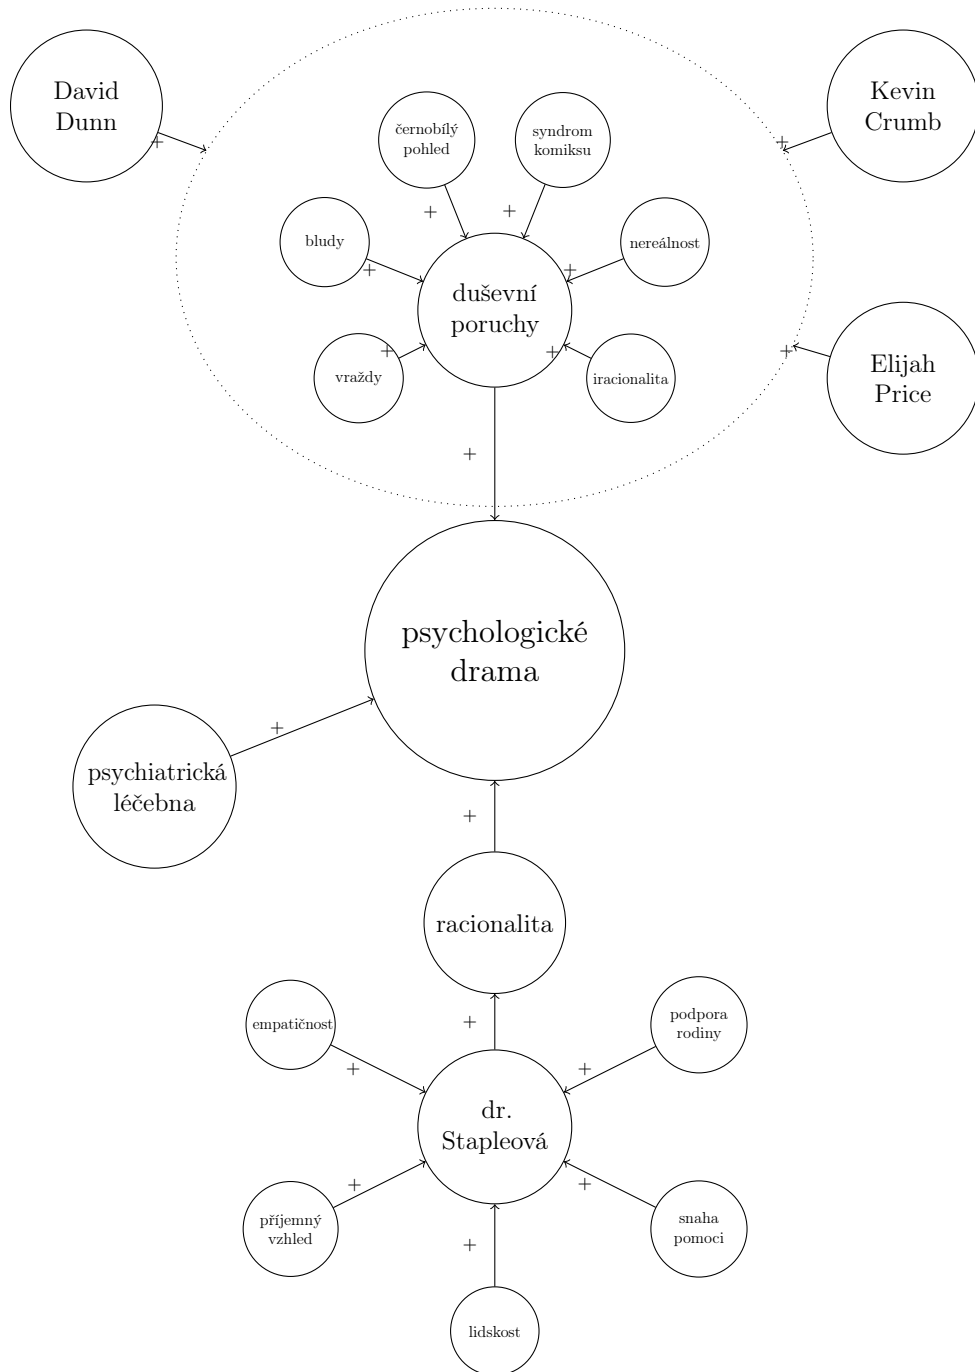 David
Dunn
Kevin
Crumb
černobílý
pohled
syndrom
komiksu
+
+
+
+
bludy
nereálnost
+
+
duševní
poruchy
+
+
+
vraždy
iracionalita
Elijah
Price
+
psychologické
drama
+
psychiatrická
léčebna
+
racionalita
+
empatičnost
podpora
rodiny
+
+
dr.
Stapleová
+
+
příjemný
vzhled
snaha
pomoci
+
lidskost